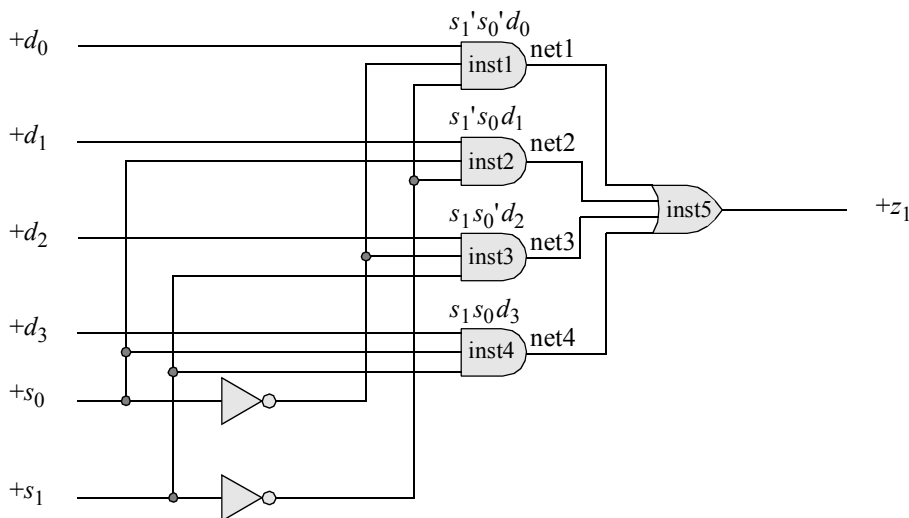 s₁'s₀'d₀
+d₀
net1
inst1
s₁'s₀d₁
+d₁
net2
inst2
inst5
+z₁
s₁s₀'d₂
+d₂
net3
inst3
s₁s₀d₃
+d₃
net4
inst4
+s₀
+s₁